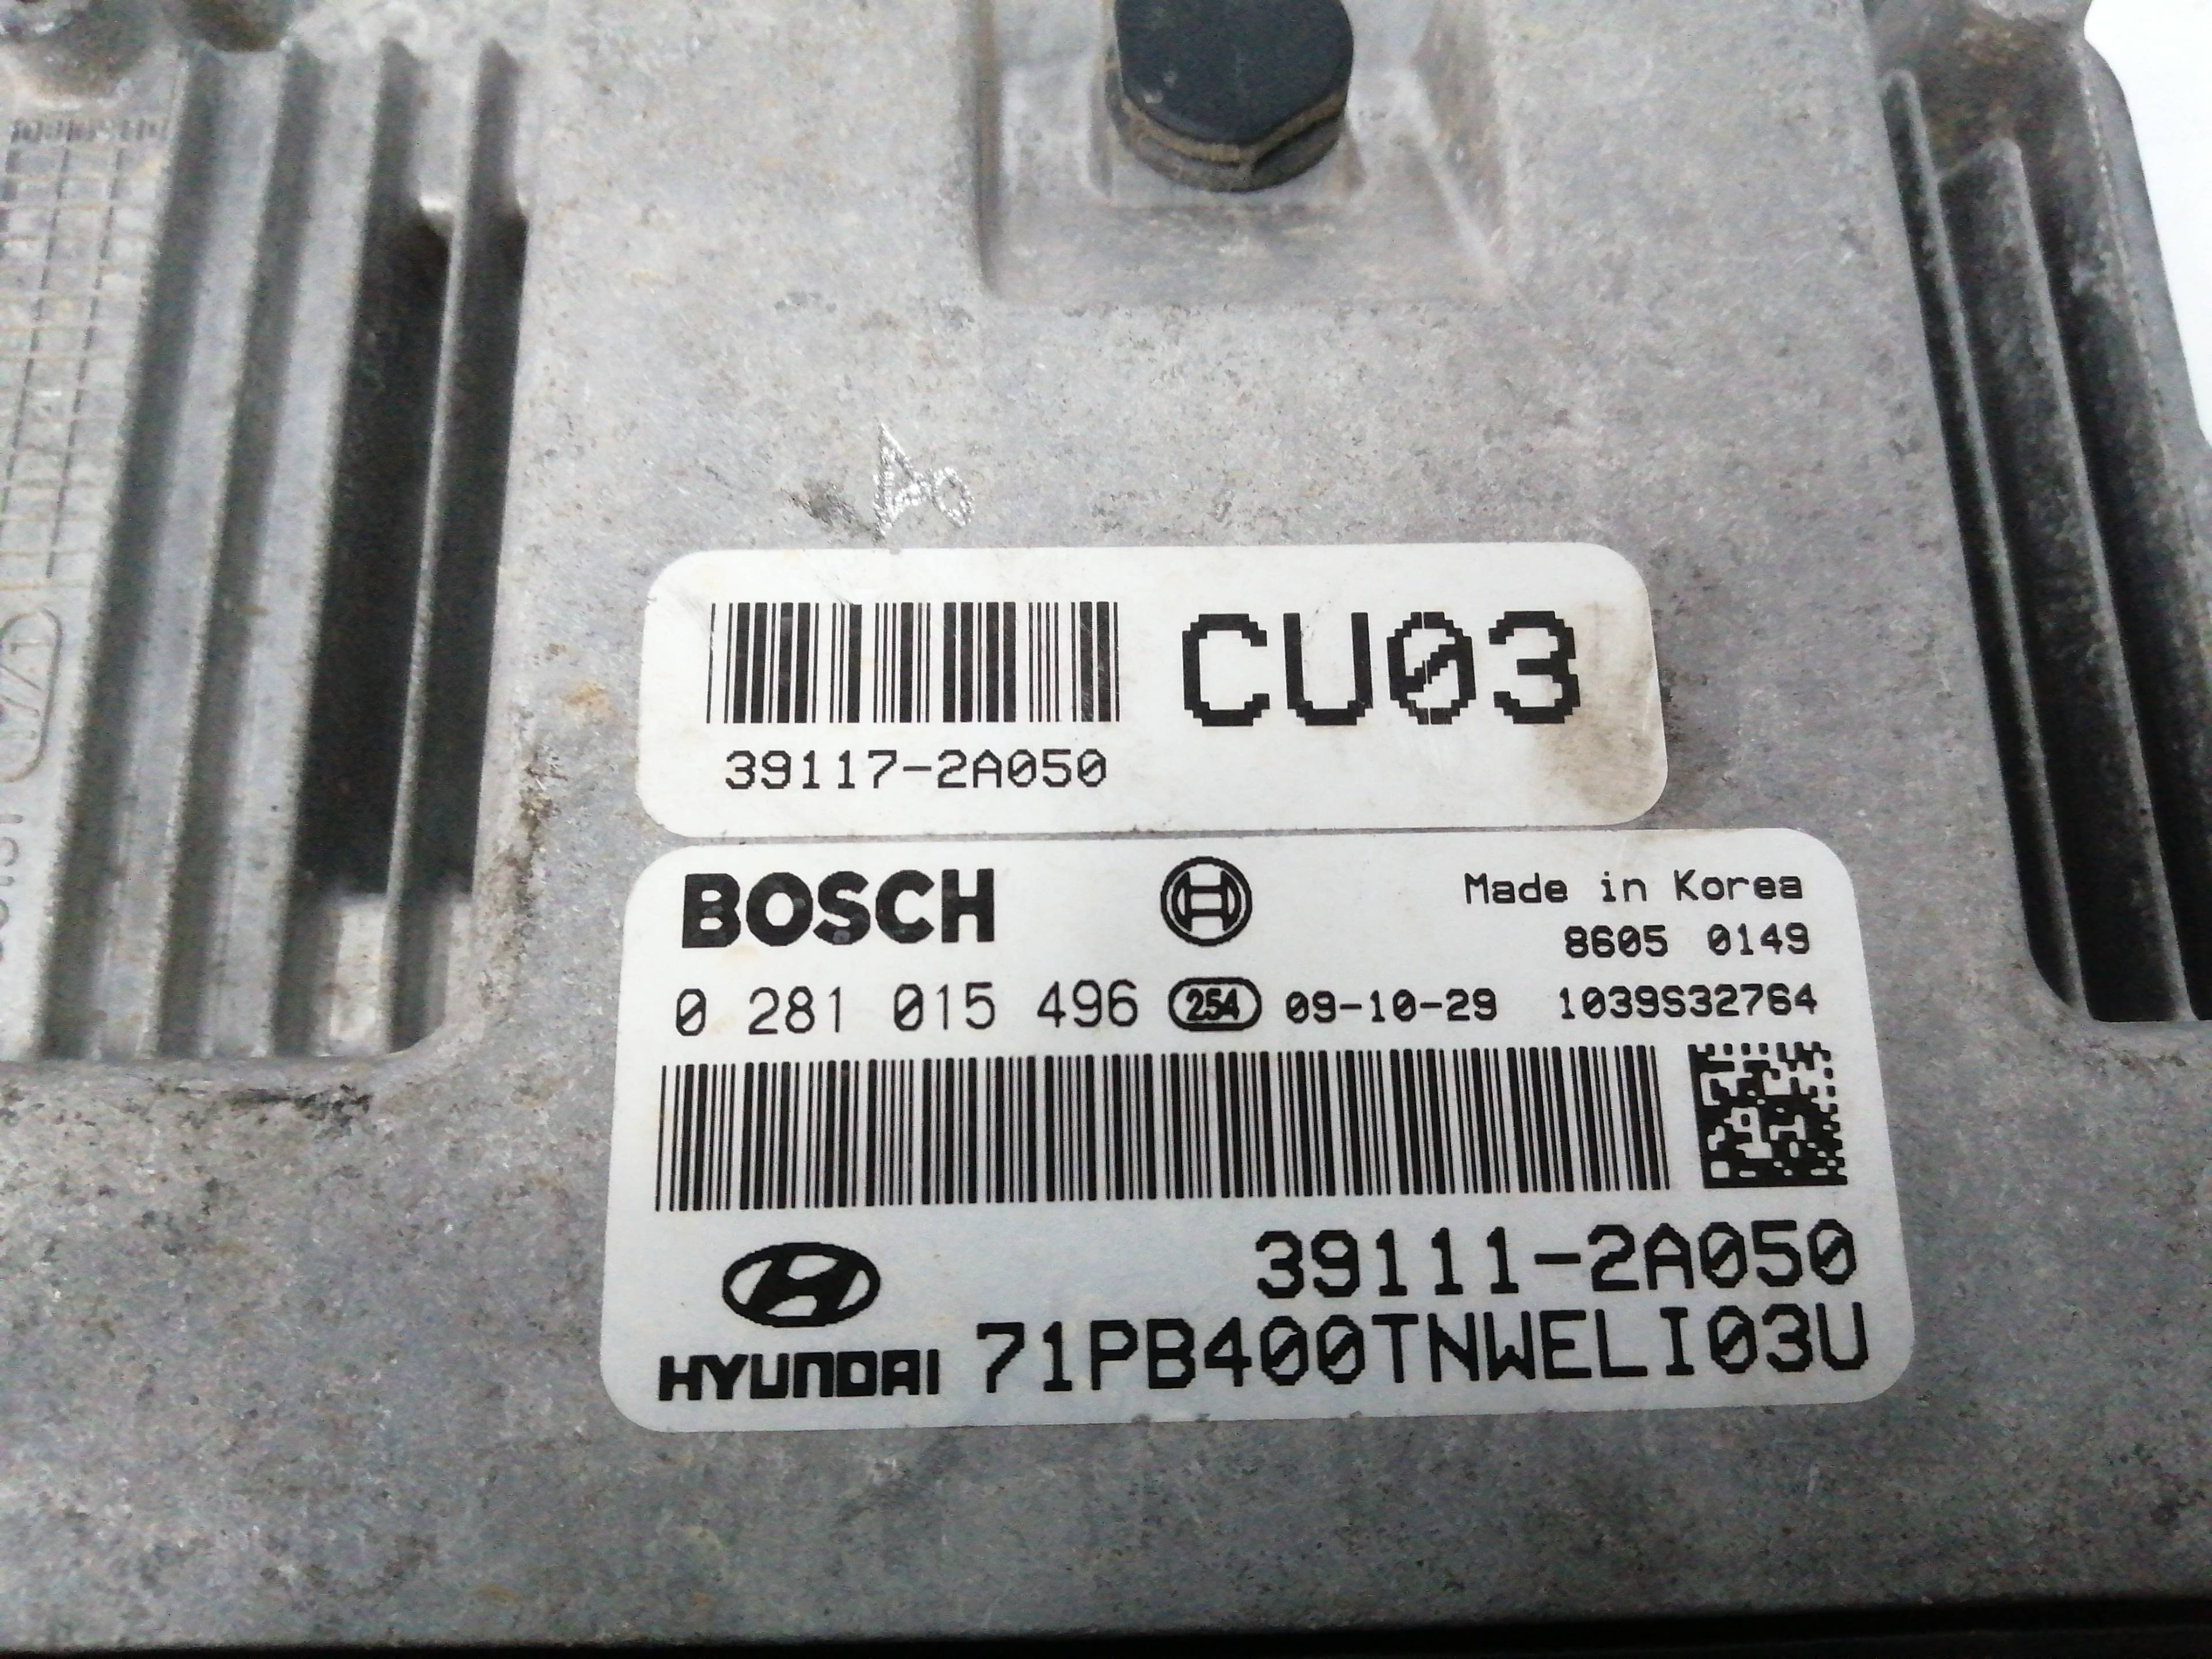 CU03
39117-2A050
BOSCH
Made in Korea
8605 0149
0 281 015 496 254 09-10-29 1039S32764
39111-2A050
HYUNDAI 71PB400TNWELI03U